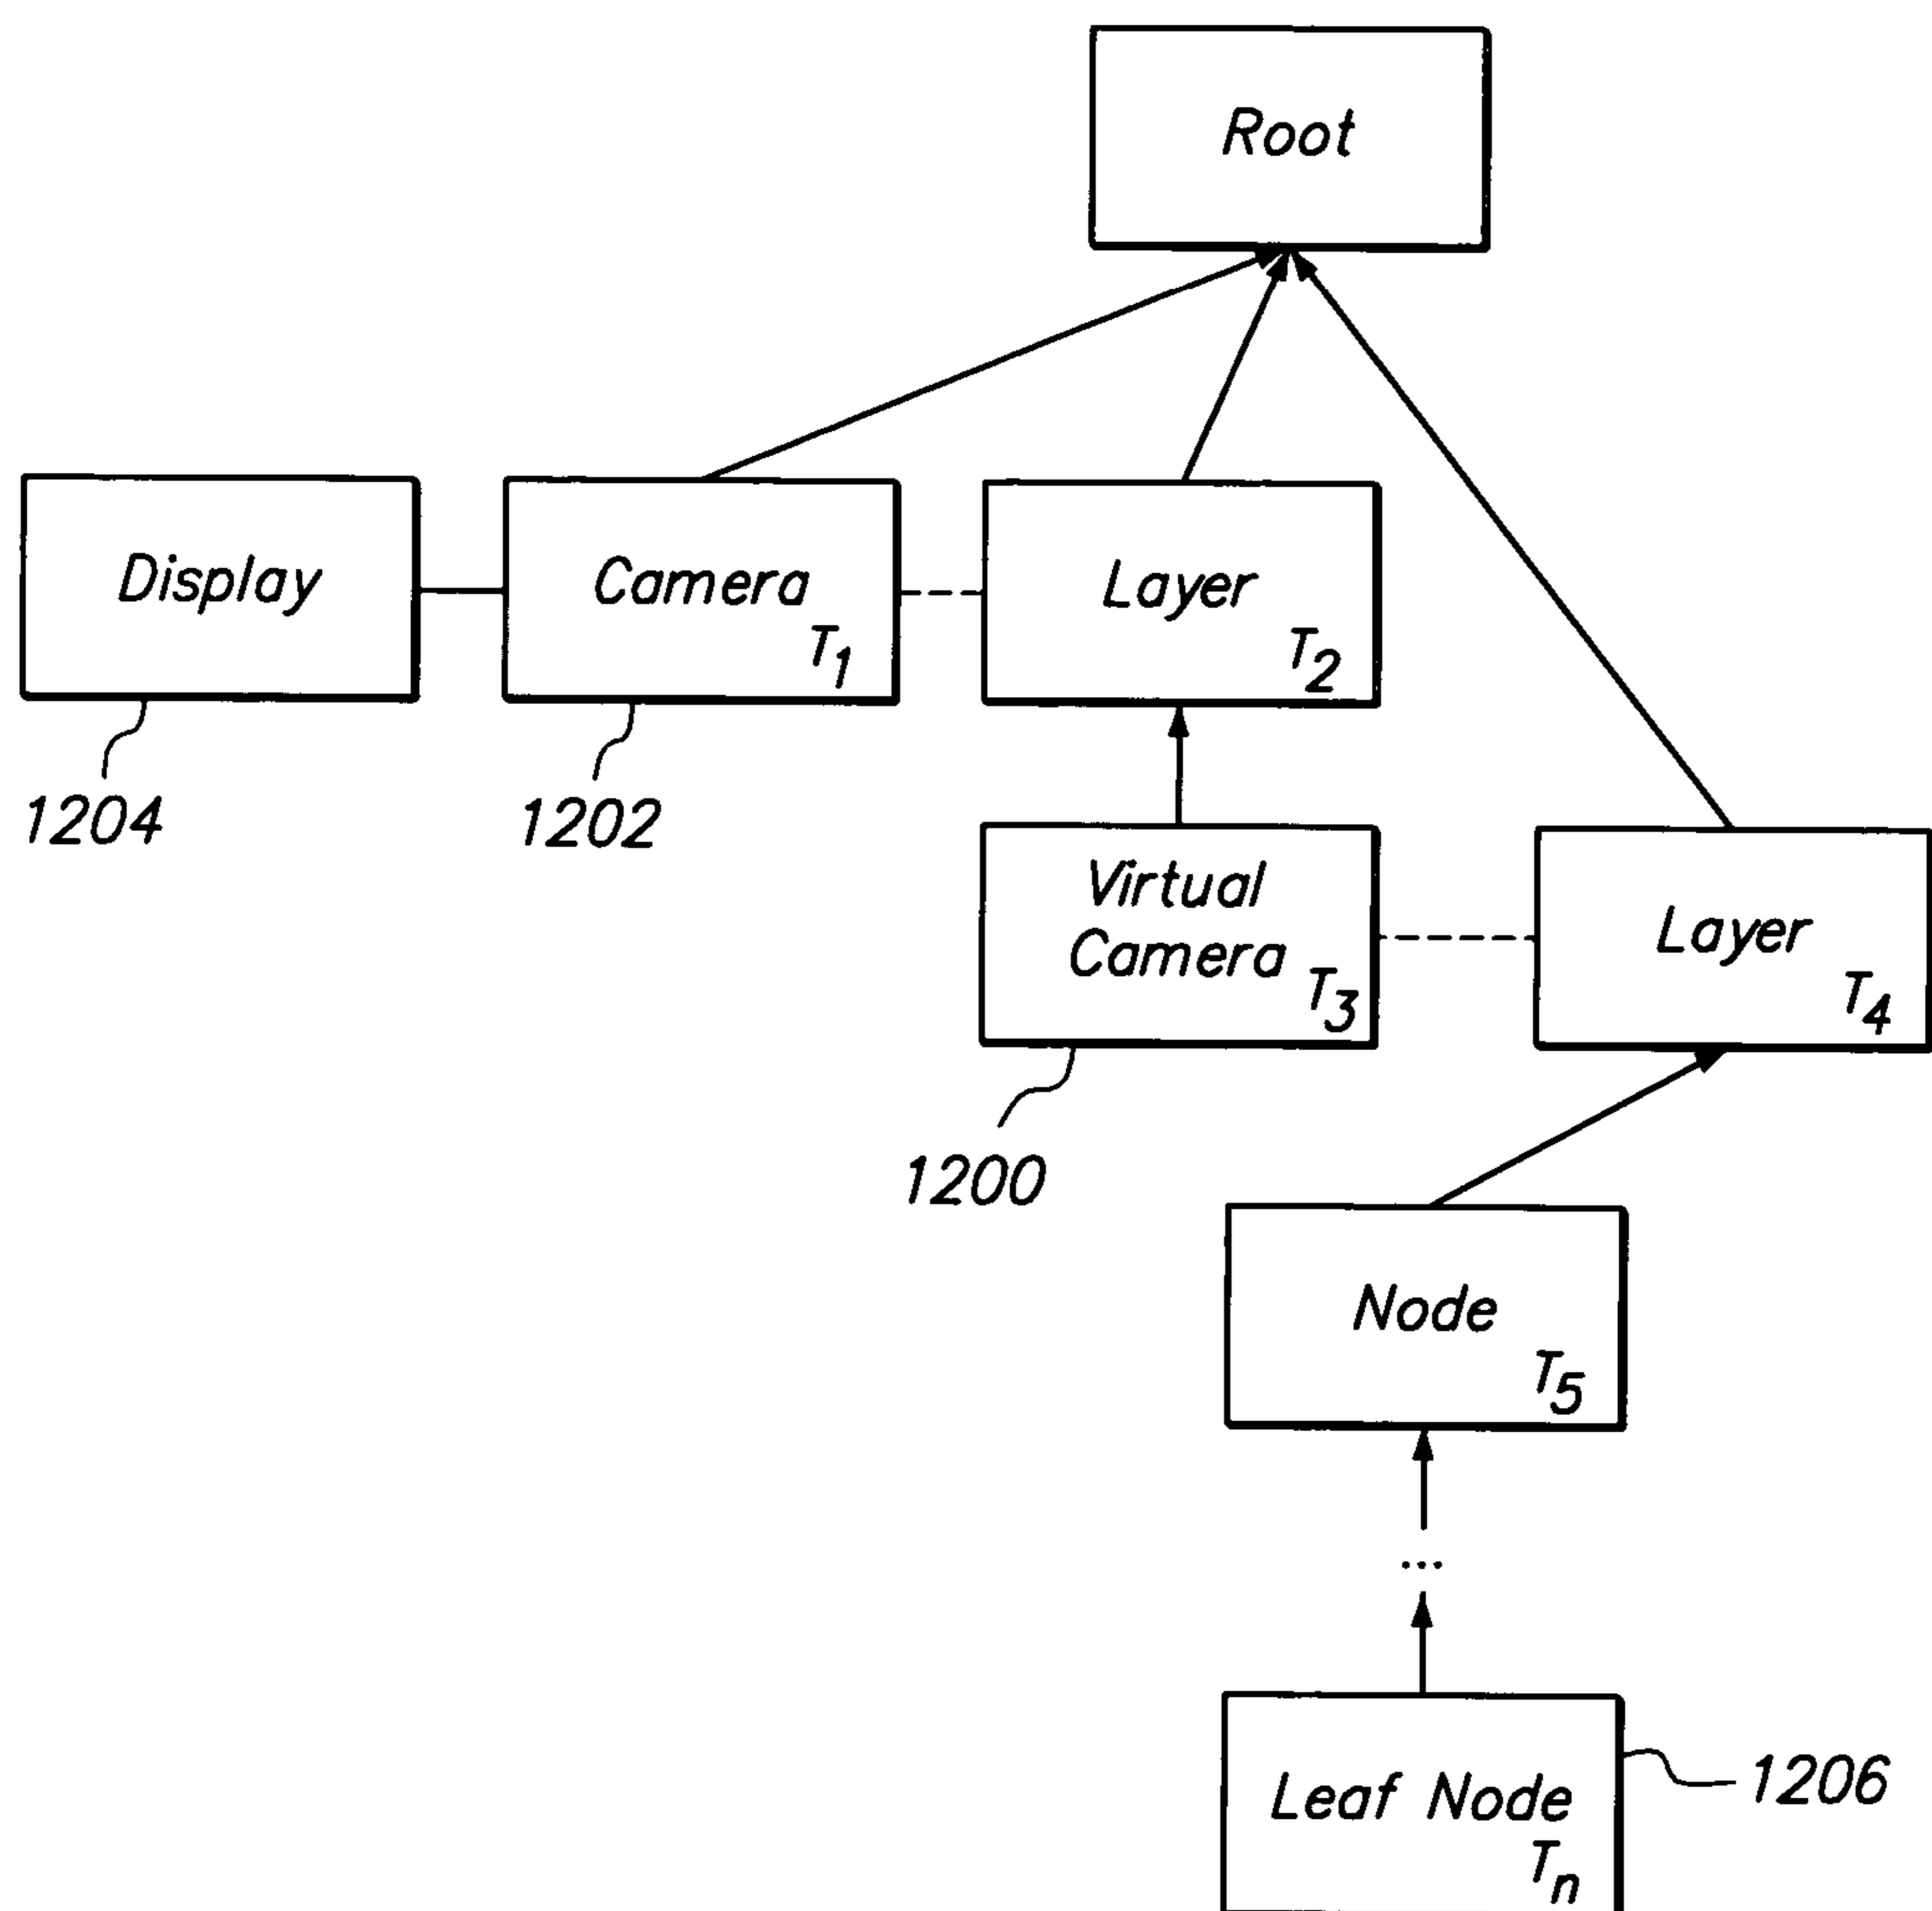 Root
Display
Camera
T1
Layer
T2
1204
1202
Virtual
Camera
T3
Layer
T4
1200
Node
T5
...
Leaf Node
Tn
1206